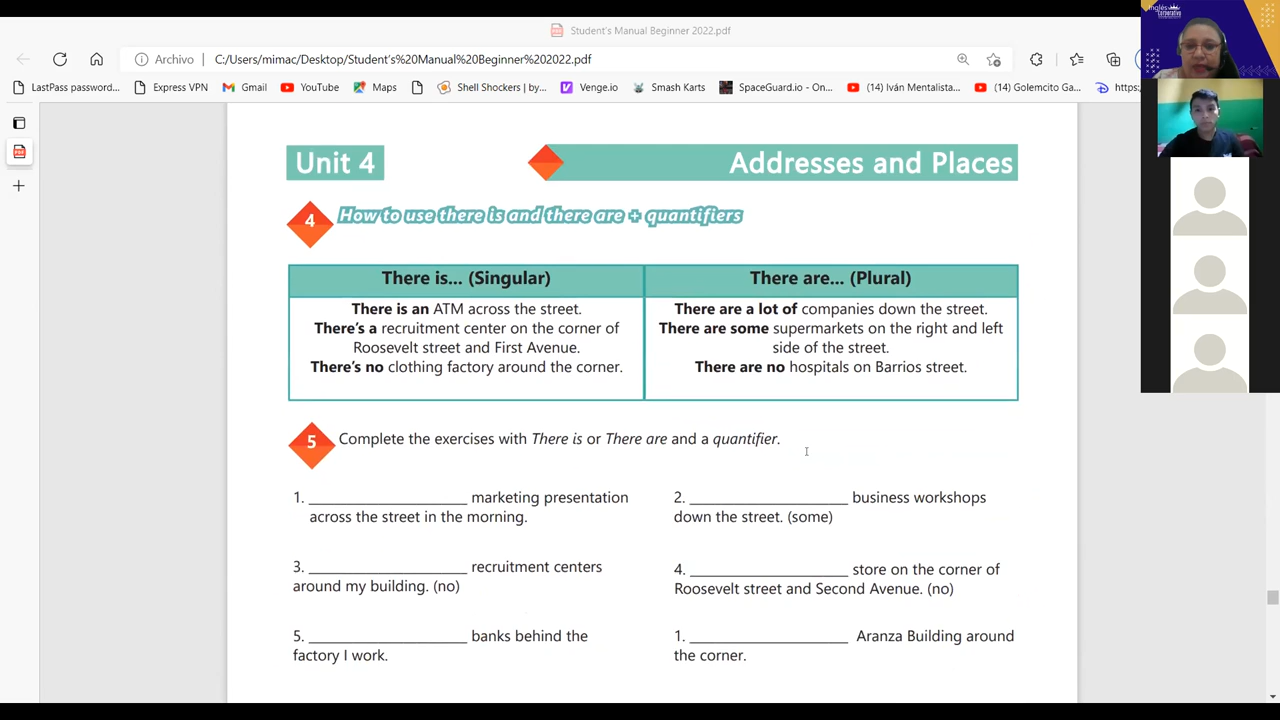 Student's Manual Beginner 2022.pdf
Archivo
C:/Users/mimac/Desktop/Student's%20Manual%20Beginner%202022.pdf
LastPass password...
Express VPN
Gmail
YouTube
Maps
Shell Shockers | by...
Venge.io
Smash Karts
SpaceGuard.io - On...
(14) Iván Mentalista...
(14) Golemcito Ga...
https:
Inglés
Corporativo
Unit 4
Addresses and Places
4
How to use there is and there are + quantifiers
There is... (Singular)
There is an ATM across the street.
There's a recruitment center on the corner of
Roosevelt street and First Avenue.
There's no clothing factory around the corner.
There are... (Plural)
There are a lot of companies down the street.
There are some supermarkets on the right and left
side of the street.
There are no hospitals on Barrios street.
5
Complete the exercises with There is or There are and a quantifier.
1. ____________________ marketing presentation
across the street in the morning.
2. ____________________ business workshops
down the street. (some)
3. ____________________ recruitment centers
around my building. (no)
4. ____________________ store on the corner of
Roosevelt street and Second Avenue. (no)
5. ____________________ banks behind the
factory I work.
1. ____________________ Aranza Building around
the corner.